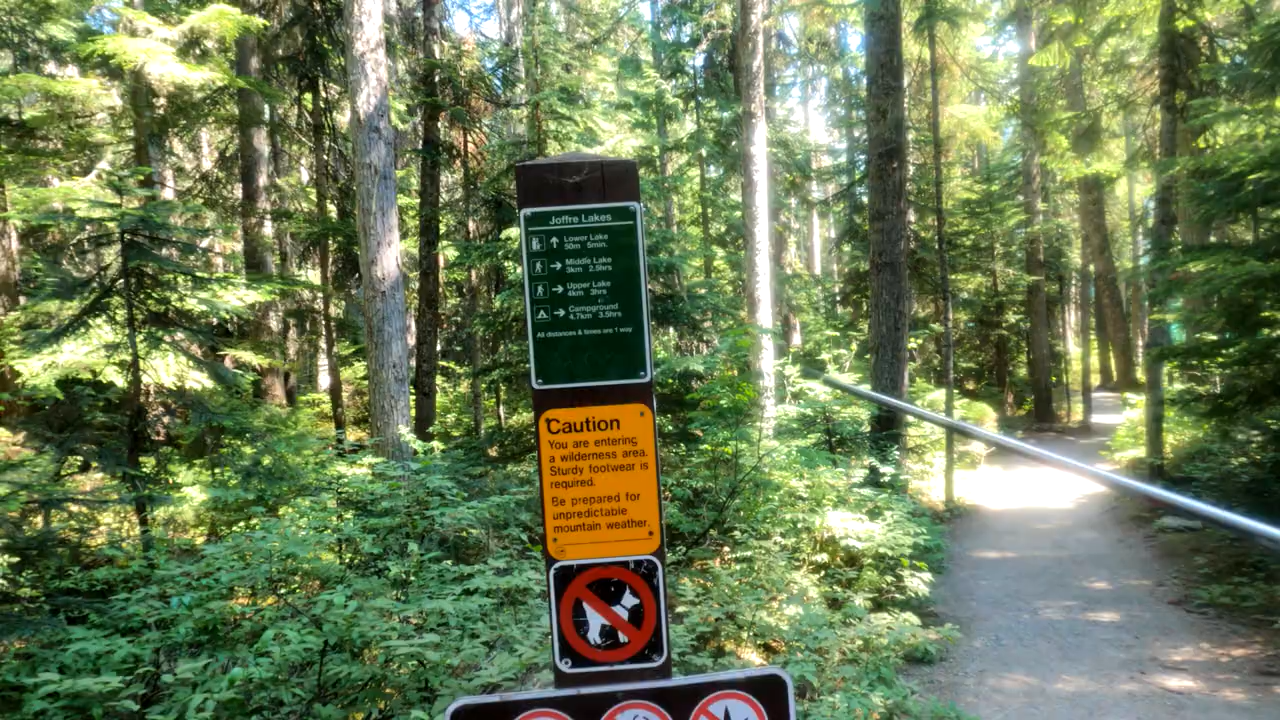 Joffre Lakes
Lower Lake
50m 5min.
Middle Lake
3km 2.5hrs
Upper Lake
4km 3hrs
Campground
4.7km 3.5hrs
All distances & times are 1 way
Caution
You are entering
a wilderness area.
Sturdy footwear is
required.
Be prepared for
unpredictable
mountain weather.